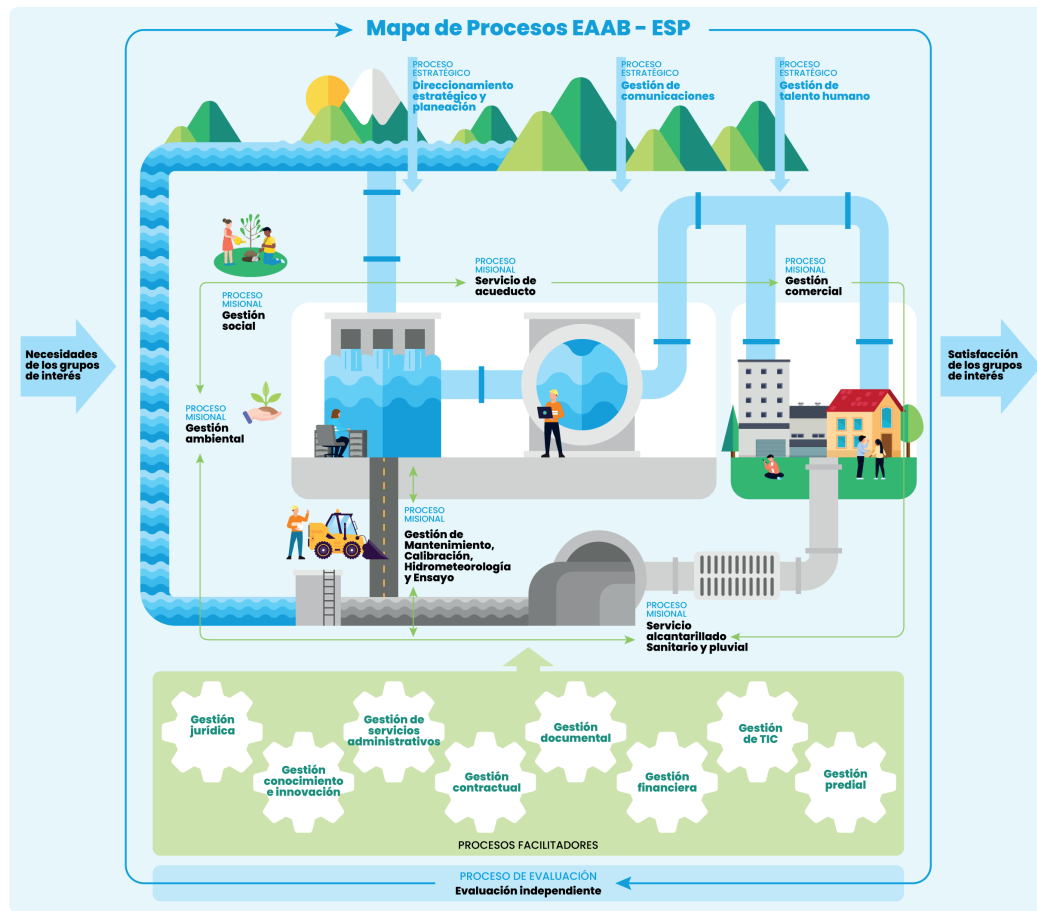 Mapa de Procesos EAAB - ESP
PROCESO
ESTRATÉGICO
Direccionamiento
estratégico y
planeación
PROCESO
ESTRATÉGICO
Gestión de
comunicaciones
PROCESO
ESTRATÉGICO
Gestión de
talento humano
PROCESO
MISIONAL
Servicio de
acueducto
PROCESO
MISIONAL
Gestión
comercial
PROCESO
MISIONAL
Gestión
social
Necesidades
de los grupos
de interés
Satisfacción
de los grupos
de interés
PROCESO
MISIONAL
Gestión
ambiental
PROCESO
MISIONAL
Gestión de
Mantenimiento,
Calibración,
Hidrometeorología
y Ensayo
PROCESO
MISIONAL
Servicio
alcantarillado
Sanitario y pluvial
Gestión
jurídica
Gestión
conocimiento
e innovación
Gestión de
servicios
administrativos
Gestión
contractual
Gestión
documental
Gestión
financiera
Gestión
de TIC
Gestión
predial
PROCESOS FACILITADORES
PROCESO DE EVALUACIÓN
Evaluación independiente